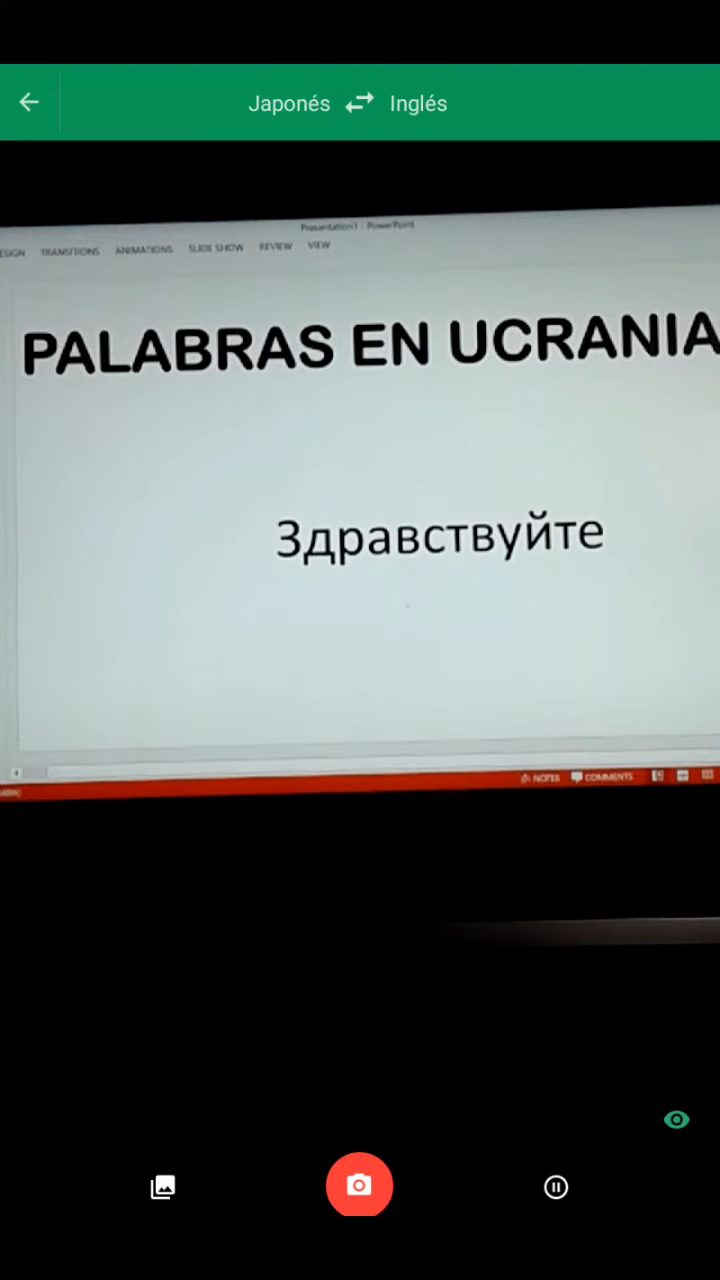 Japonés Inglés
Presentation1 - PowerPoint
ESIGN TRANSITIONS ANIMATIONS SLIDE SHOW REVIEW VIEW
PALABRAS EN UCRANIA
Здравствуйте
NOTES COMMENTS